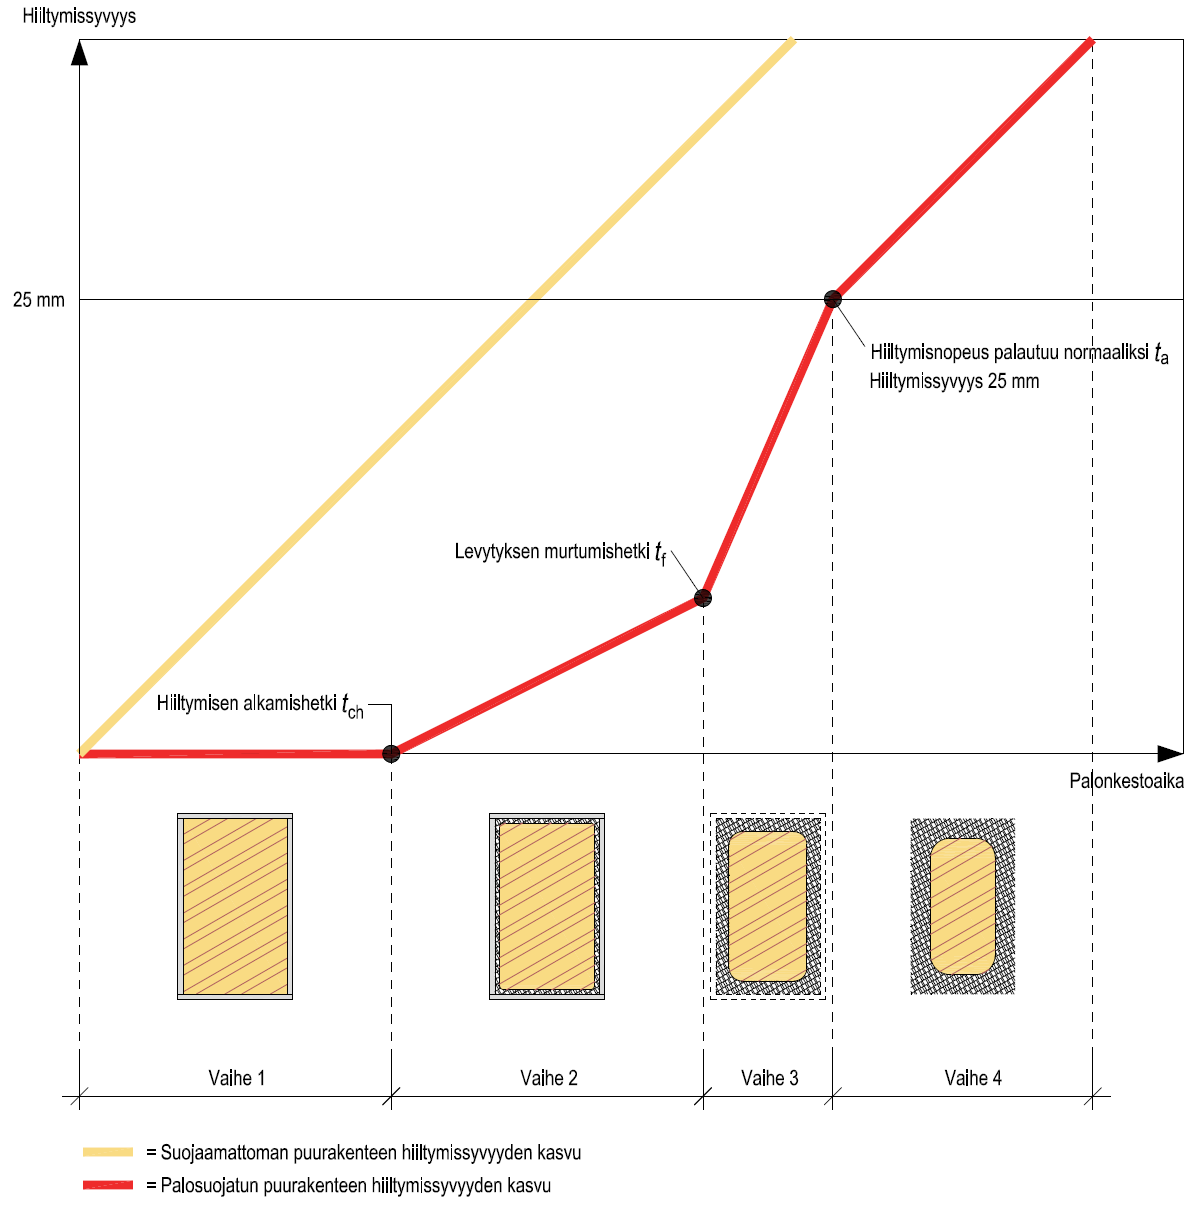 Hiiltymissyvyys
25 mm
Hiiltymisnopeus palautuu normaaliksi ta
Hiiltymissyvyys 25 mm
Levytyksen murtumishetki tf
Hiiltymisen alkamishetki tch
Palonkestoaika
Vaihe 1
Vaihe 2
Vaihe 3
Vaihe 4
= Suojaamattoman puurakenteen hiiltymissyvyyden kasvu
= Palosuojatun puurakenteen hiiltymissyvyyden kasvu